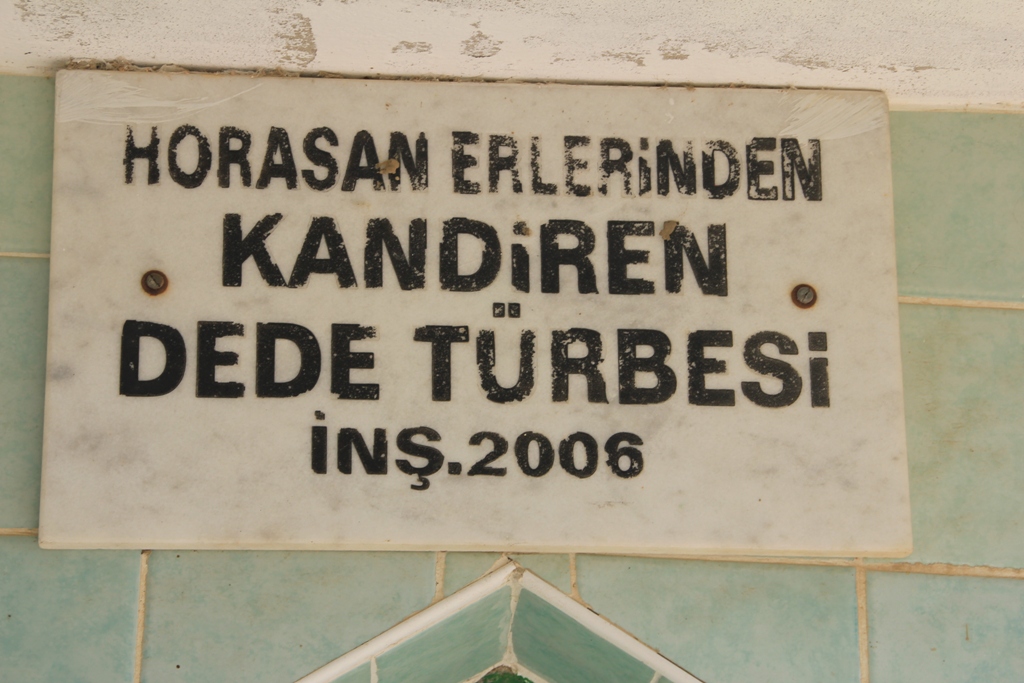 HORASAN ERLERİNDEN
KANDİREN
DEDE TÜRBESİ
İNŞ.2006